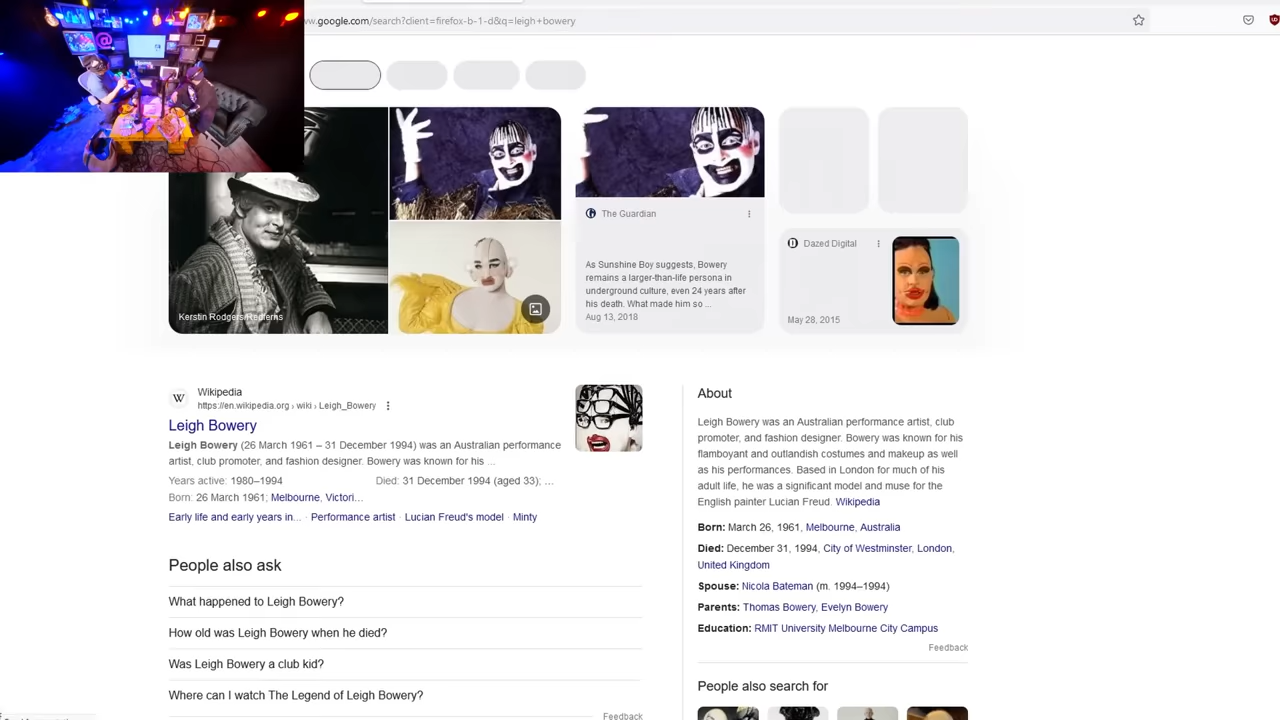 w.google.com/search?client=firefox-b-1-d&q=leigh+bowery
Kerstin Rodgers/Redferns
The Guardian
As Sunshine Boy suggests, Bowery
remains a larger-than-life persona in
underground culture, even 24 years after
his death. What made him so ...
Aug 13, 2018
Dazed Digital
May 28, 2015
W
Wikipedia
https://en.wikipedia.org › wiki › Leigh_Bowery
Leigh Bowery
Leigh Bowery (26 March 1961 – 31 December 1994) was an Australian performance
artist, club promoter, and fashion designer. Bowery was known for his ...
Years active: 1980–1994
Died: 31 December 1994 (aged 33); ...
Born: 26 March 1961; Melbourne, Victori...
Early life and early years in... · Performance artist · Lucian Freud's model · Minty
People also ask
What happened to Leigh Bowery?
How old was Leigh Bowery when he died?
Was Leigh Bowery a club kid?
Where can I watch The Legend of Leigh Bowery?
Feedback
About
Leigh Bowery was an Australian performance artist, club
promoter, and fashion designer. Bowery was known for his
flamboyant and outlandish costumes and makeup as well
as his performances. Based in London for much of his
adult life, he was a significant model and muse for the
English painter Lucian Freud. Wikipedia
Born: March 26, 1961, Melbourne, Australia
Died: December 31, 1994, City of Westminster, London,
United Kingdom
Spouse: Nicola Bateman (m. 1994–1994)
Parents: Thomas Bowery, Evelyn Bowery
Education: RMIT University Melbourne City Campus
Feedback
People also search for